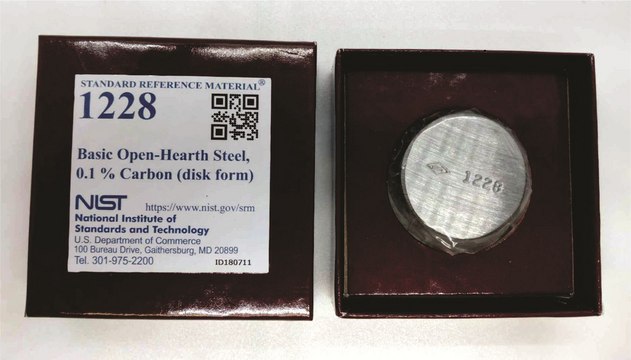 STANDARD REFERENCE MATERIAL®
1228
Basic Open-Hearth Steel,
0.1 % Carbon (disk form)
NIST https://www.nist.gov/srm
National Institute of
Standards and Technology
U.S. Department of Commerce
100 Bureau Drive, Gaithersburg, MD 20899
Tel. 301-975-2200 ID180711
1228